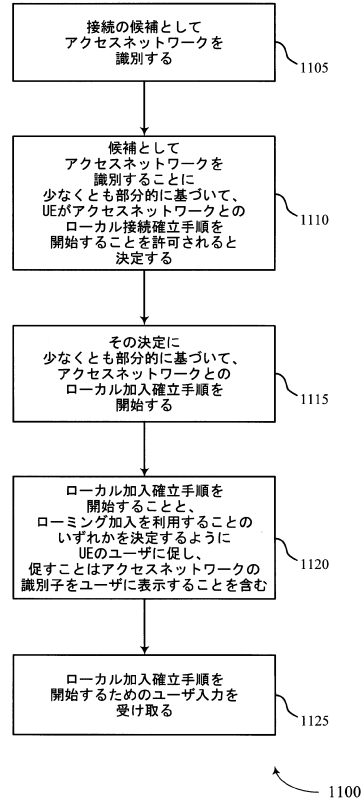 接続の候補として
アクセスネットワークを
識別する
1105
候補として
アクセスネットワークを
識別することに
少なくとも部分的に基づいて、
UEがアクセスネットワークとの
ローカル接続確立手順を
開始することを許可されると
決定する
1110
その決定に
少なくとも部分的に基づいて、
アクセスネットワークとの
ローカル加入確立手順を
開始する
1115
ローカル加入確立手順を
開始することと、
ローミング加入を利用することの
いずれかを決定するように
UEのユーザに促し、
促すことはアクセスネットワークの
識別子をユーザに表示することを含む
1120
ローカル加入確立手順を
開始するためのユーザ入力を
受け取る
1125
1100